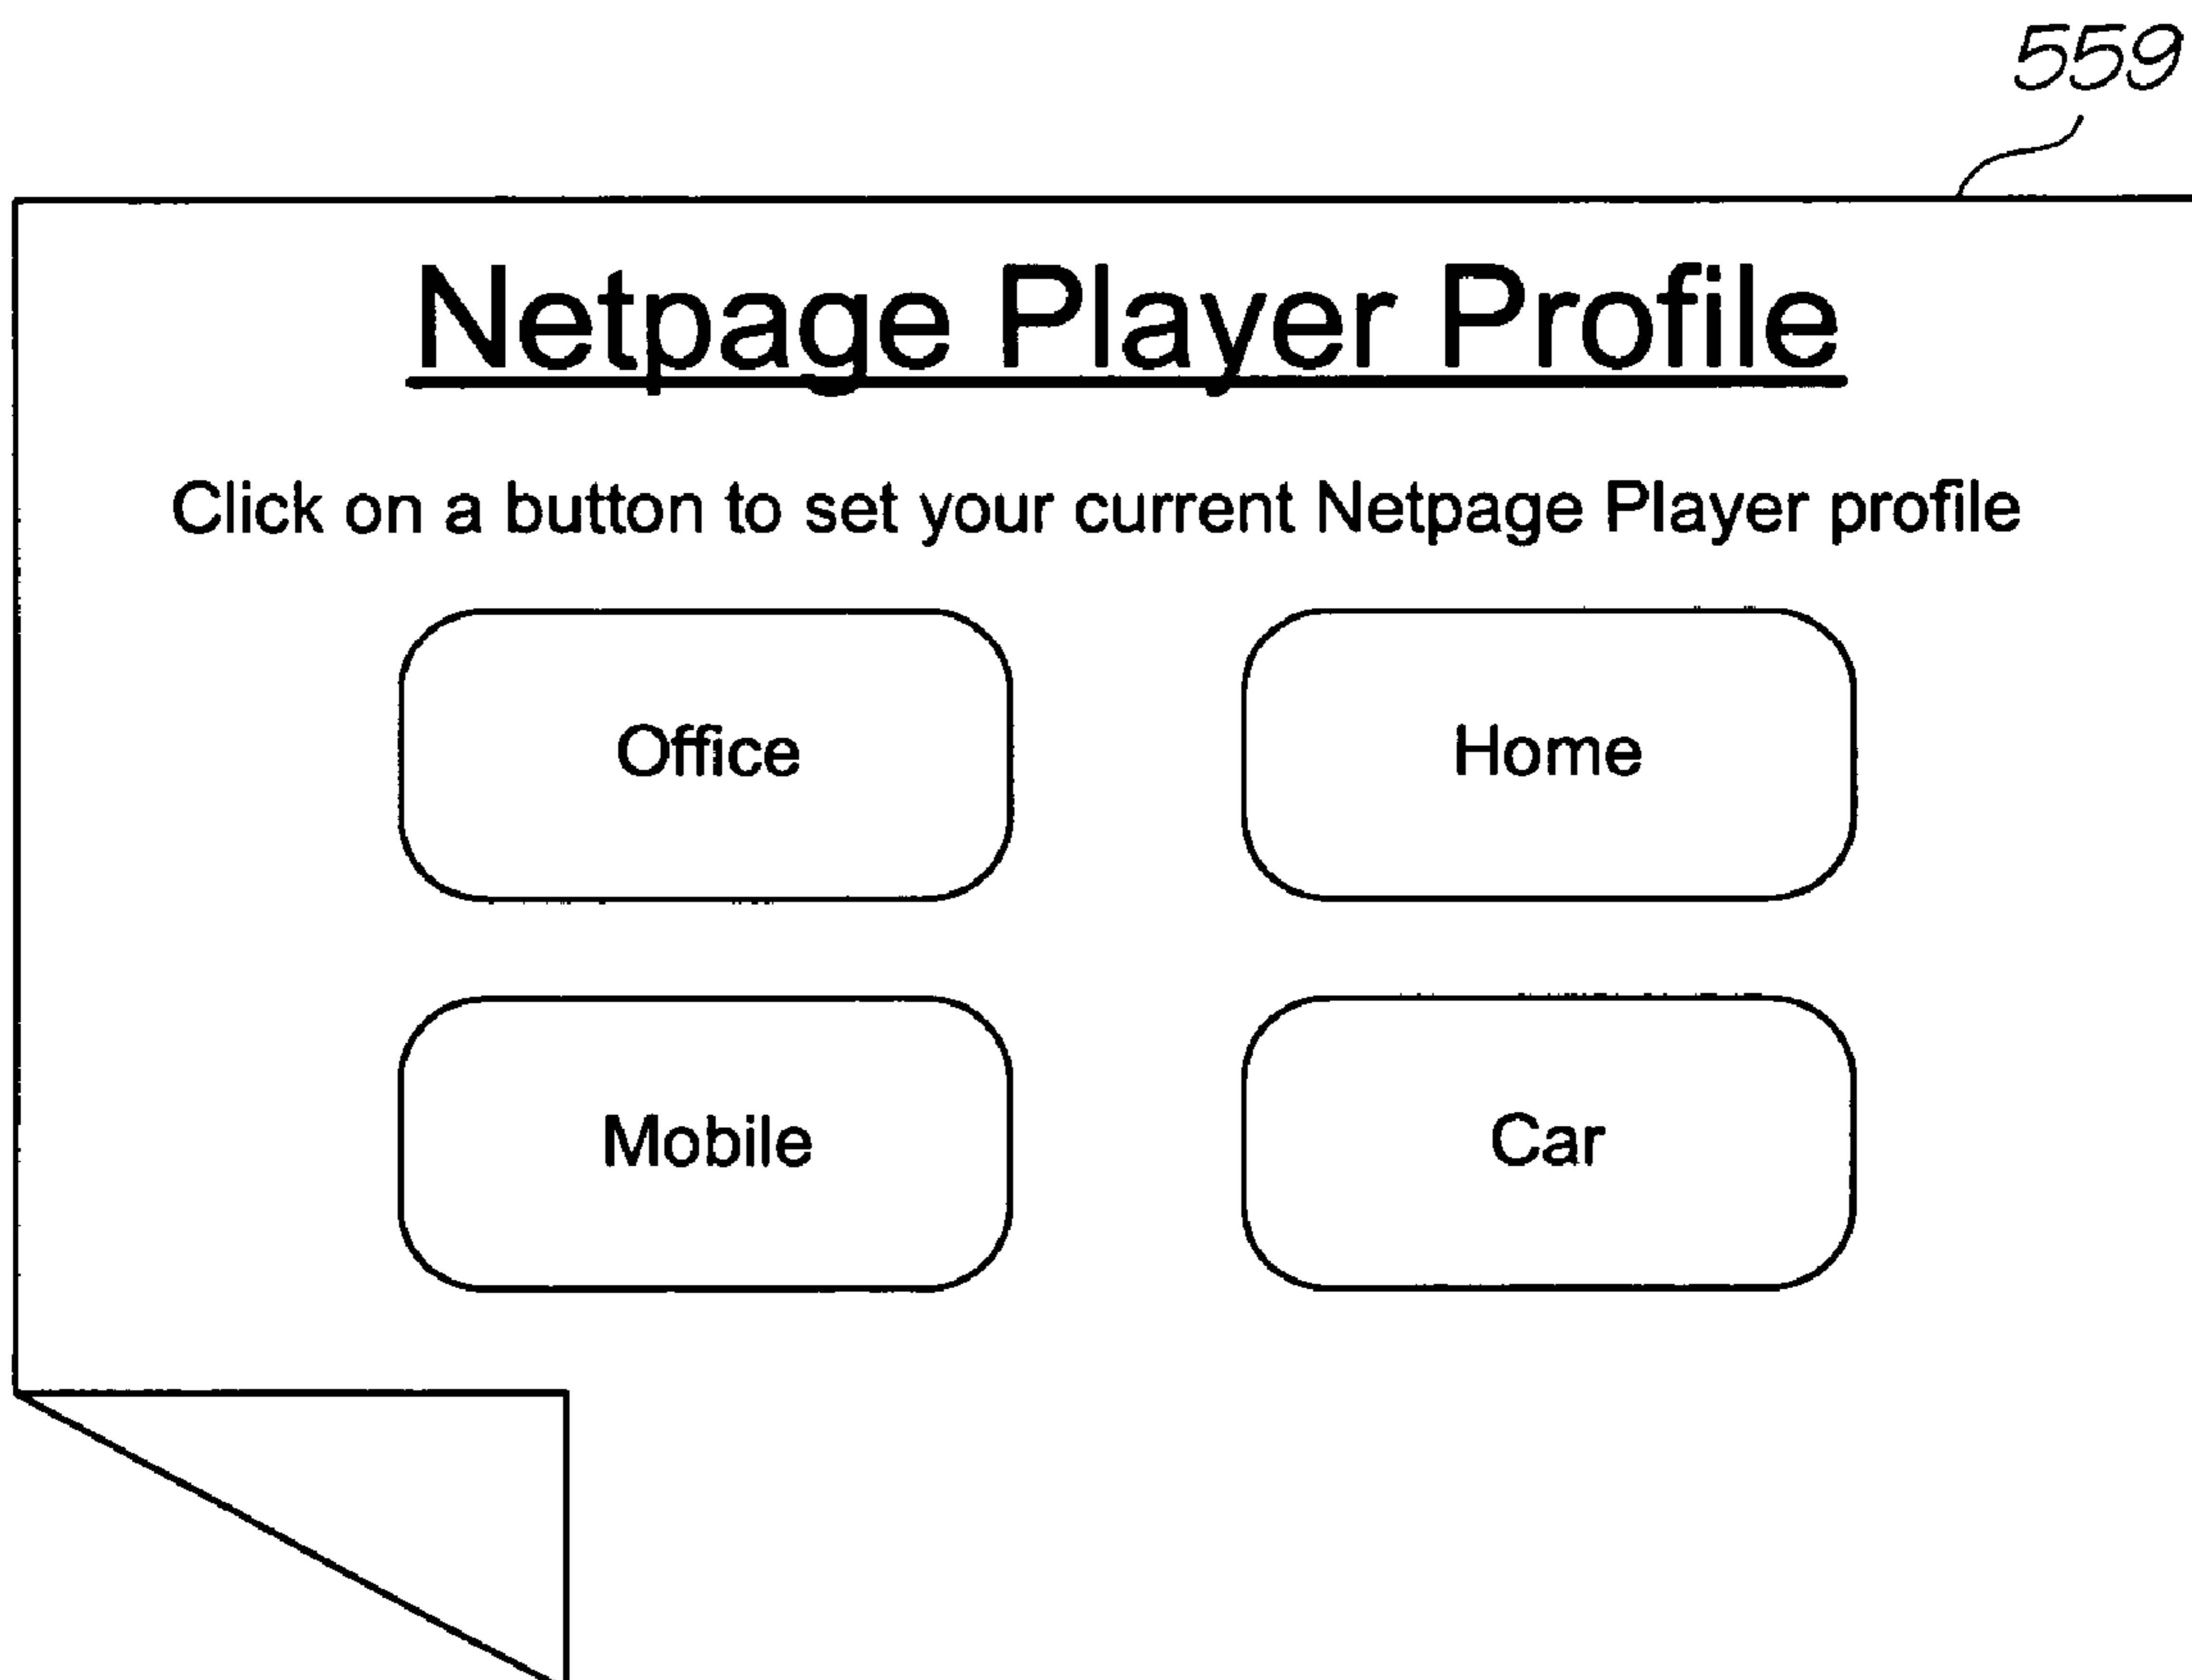 559
Netpage Player Profile
Click on a button to set your current Netpage Player profile
Office Home
Mobile Car